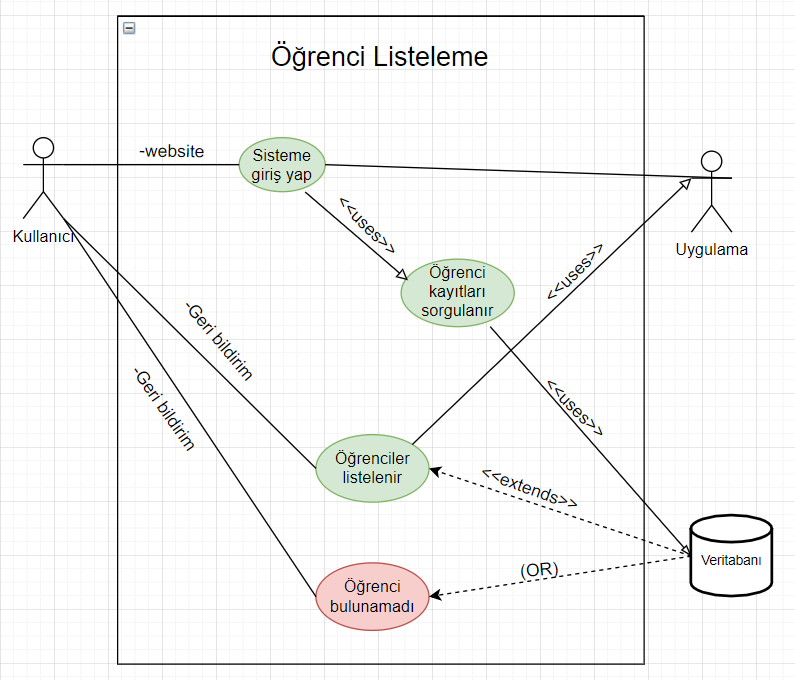 Öğrenci Listeleme
-website
Sisteme
giriş yap
Kullanıcı
Uygulama
<<uses>>
Öğrenci
kayıtları
sorgulanır
<<uses>>
-Geri bildirim
-Geri bildirim
<<uses>>
Öğrenciler
listelenir
<<extends>>
Veritabanı
(OR)
Öğrenci
bulunamadı